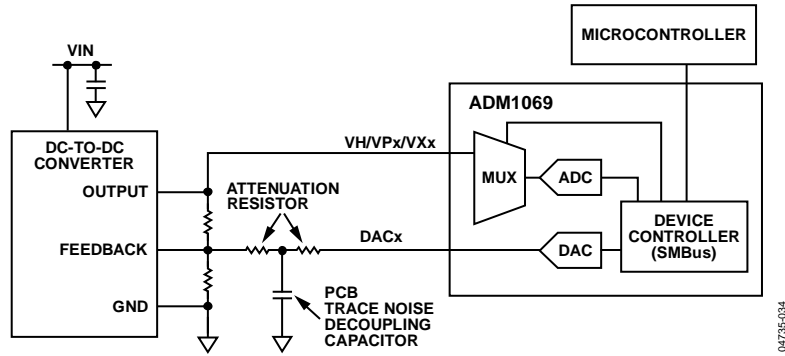 VIN
MICROCONTROLLER
ADM1069
DC-TO-DC
CONVERTER
VH/VPx/VXx
MUX
ADC
OUTPUT
ATTENUATION
RESISTOR
FEEDBACK
DACx
DAC
DEVICE
CONTROLLER
(SMBus)
GND
PCB
TRACE NOISE
DECOUPLING
CAPACITOR
04735-034